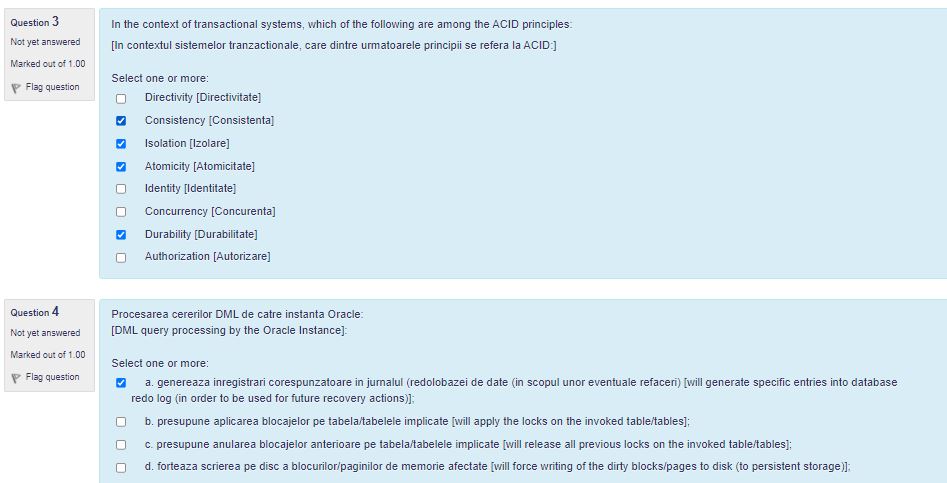 Question 3
Not yet answered
Marked out of 1.00
Flag question
In the context of transactional systems, which of the following are among the ACID principles:
[In contextul sistemelor tranzactionale, care dintre urmatoarele principii se refera la ACID:]
Select one or more:
Directivity [Directivitate]
Consistency [Consistenta]
Isolation [Izolare]
Atomicity [Atomicitate]
Identity [Identitate]
Concurrency [Concurenta]
Durability [Durabilitate]
Authorization [Autorizare]
Question 4
Not yet answered
Marked out of 1.00
Flag question
Procesarea cererilor DML de catre instanta Oracle:
[DML query processing by the Oracle Instance]:
Select one or more:
a. genereaza inregistrari corespunzatoare in jurnalul (redolobazei de date (in scopul unor eventuale refaceri) [will generate specific entries into database
redo log (in order to be used for future recovery actions)];
b. presupune aplicarea blocajelor pe tabela/tabelele implicate [will apply the locks on the invoked table/tables];
c. presupune anularea blocajelor anterioare pe tabela/tabelele implicate [will release all previous locks on the invoked table/tables];
d. forteaza scrierea pe disc a blocurilor/paginilor de memorie afectate [will force writing of the dirty blocks/pages to disk (to persistent storage)];